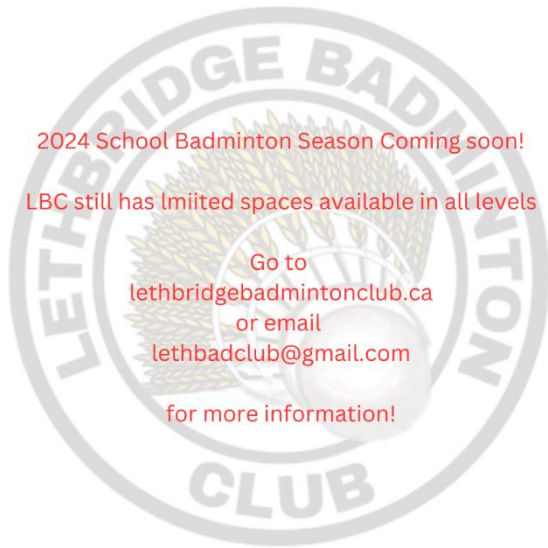 LETHBRIDGE BADMINTON
2024 School Badminton Season Coming soon!
LBC still has lmiited spaces available in all levels
Go to
lethbridgebadmintonclub.ca
or email
lethbadclub@gmail.com
for more information!
CLUB